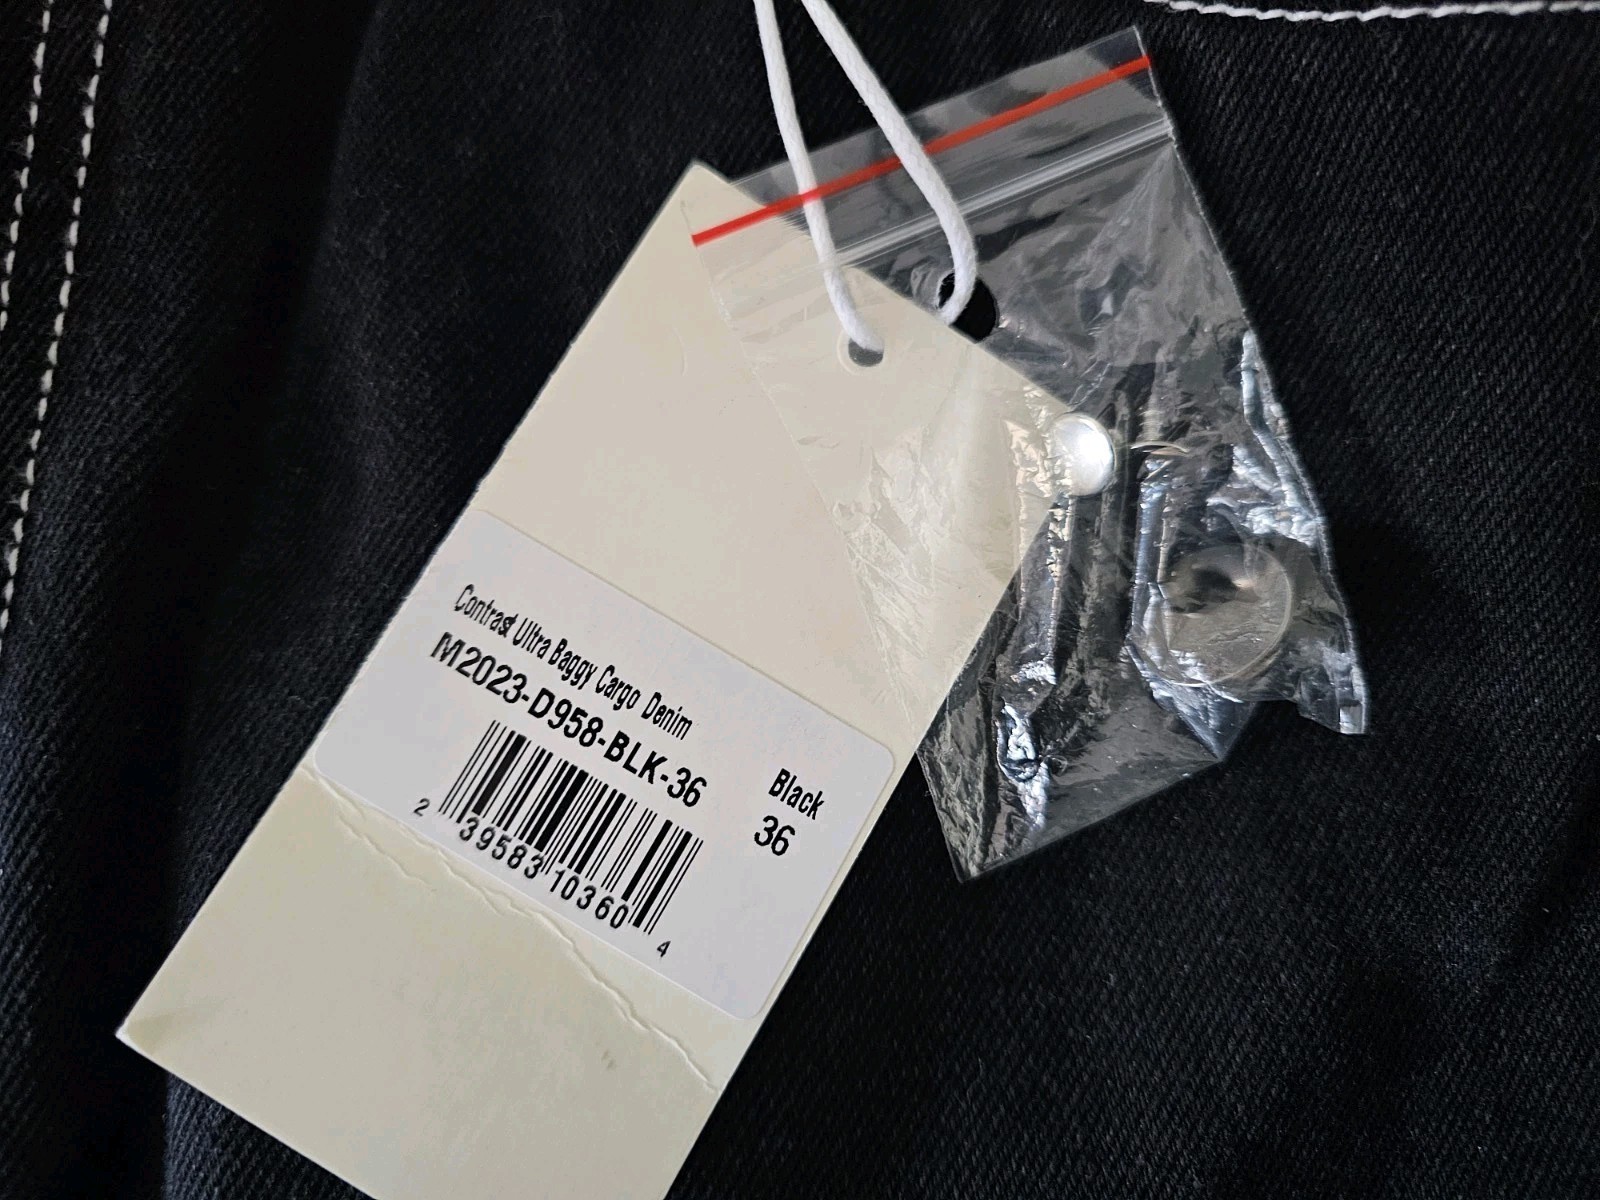 Contrast Ultra Baggy Cargo Denim
M2023-D958-BLK-36
Black
36
2 39583 10360 4